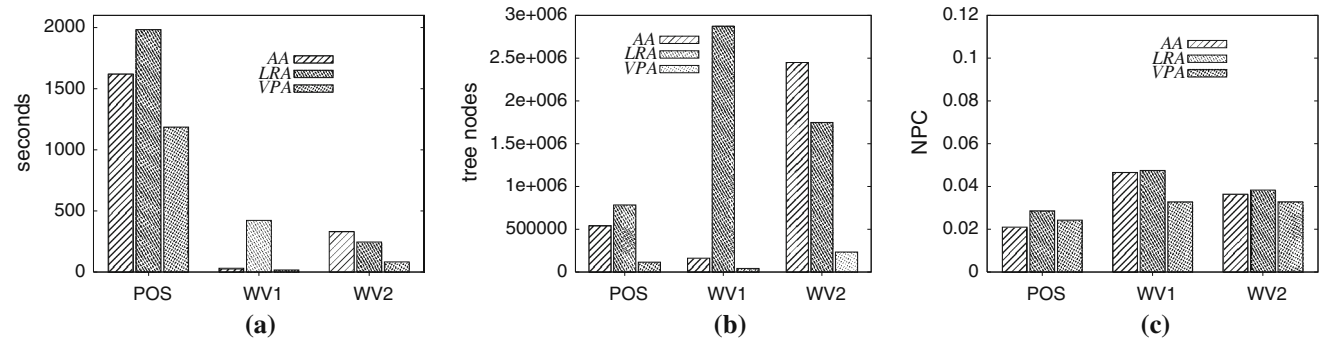 2000
1500
1000
500
0
seconds
AA
LRA
VPA
POS WV1 WV2
(a)
3e+006
2.5e+006
2e+006
1.5e+006
1e+006
500000
0
tree nodes
AA
LRA
VPA
POS WV1 WV2
(b)
0.12
0.1
0.08
0.06
0.04
0.02
0
NPC
AA
LRA
VPA
POS WV1 WV2
(c)